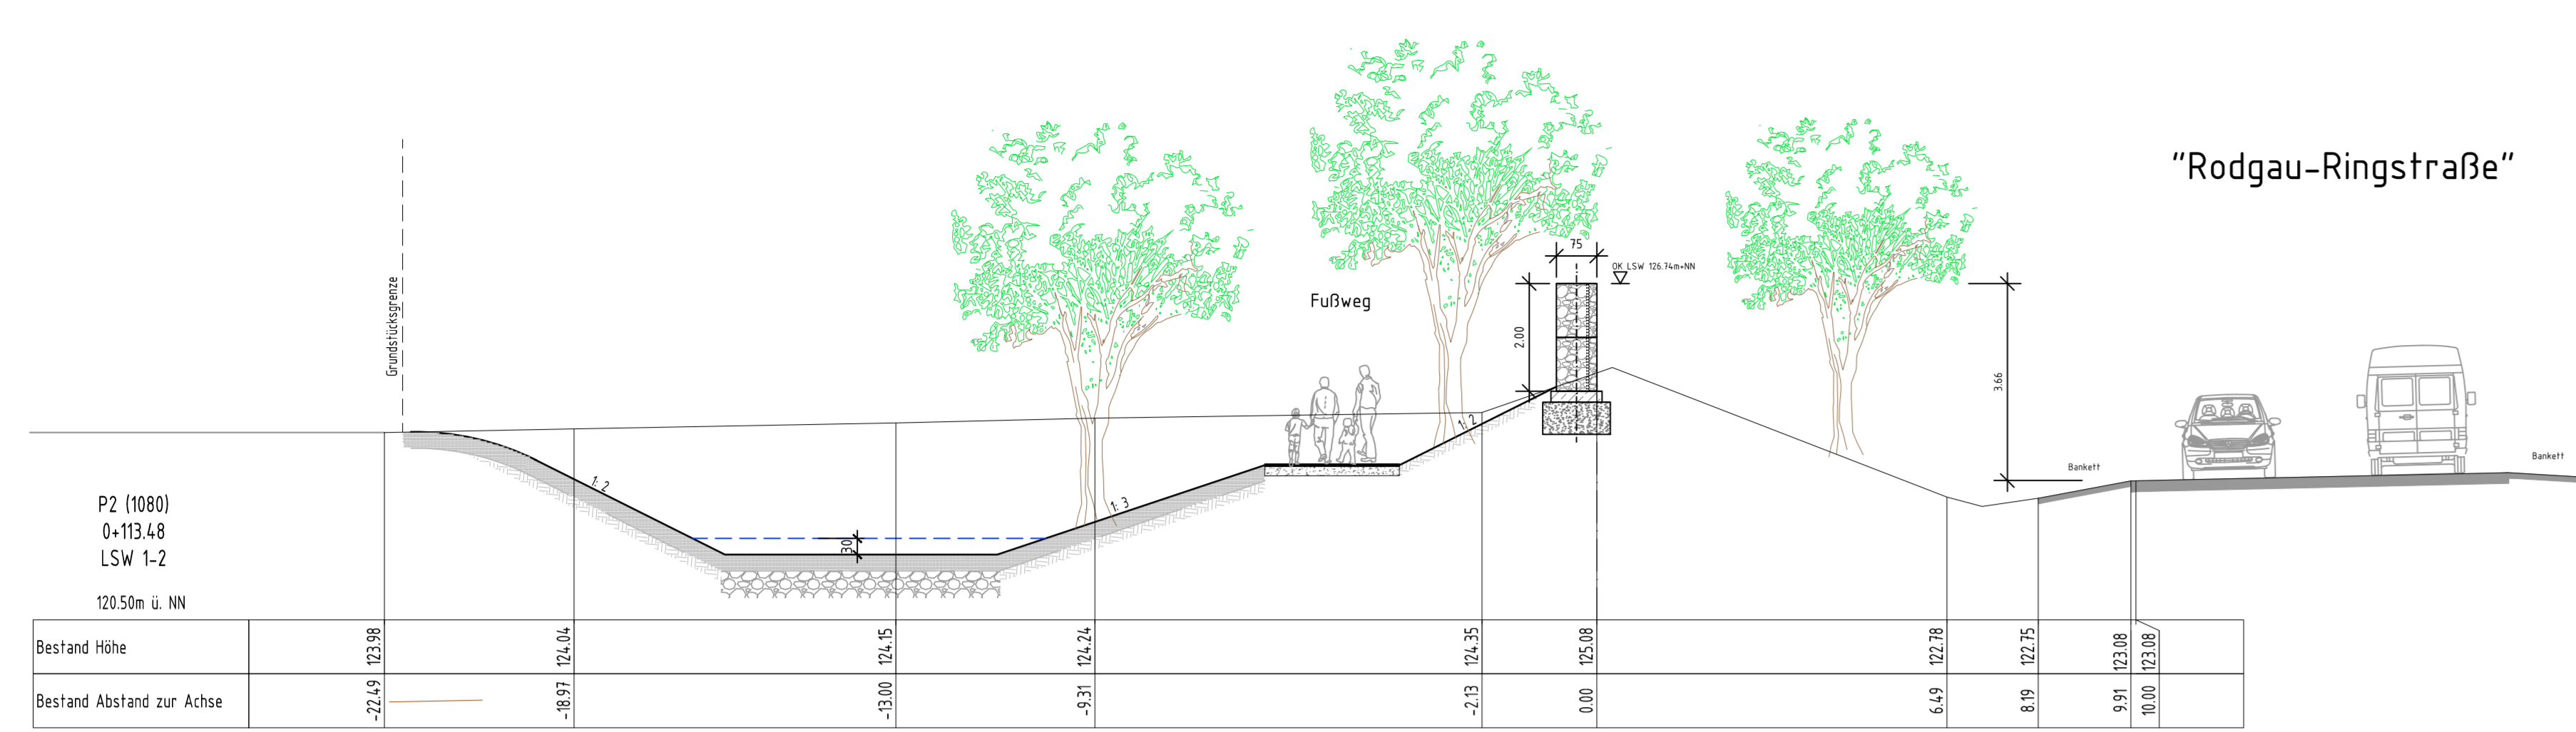 "Rodgau-Ringstraße"
75
OK LSW 126.74m+NN
Grundstücksgrenze
Fußweg
2.00
3.66
1: 2
1: 2
Bankett
Bankett
P2 (1080)
0+113.48
LSW 1-2
1: 3
30
120.50m ü. NN
Bestand Höhe 123.98 124.04 124.15 124.24 124.35 125.08 122.78 122.75 123.08 123.08
Bestand Abstand zur Achse -22.49 -18.97 -13.00 -9.31 -2.13 0.00 6.49 8.19 9.91 10.00